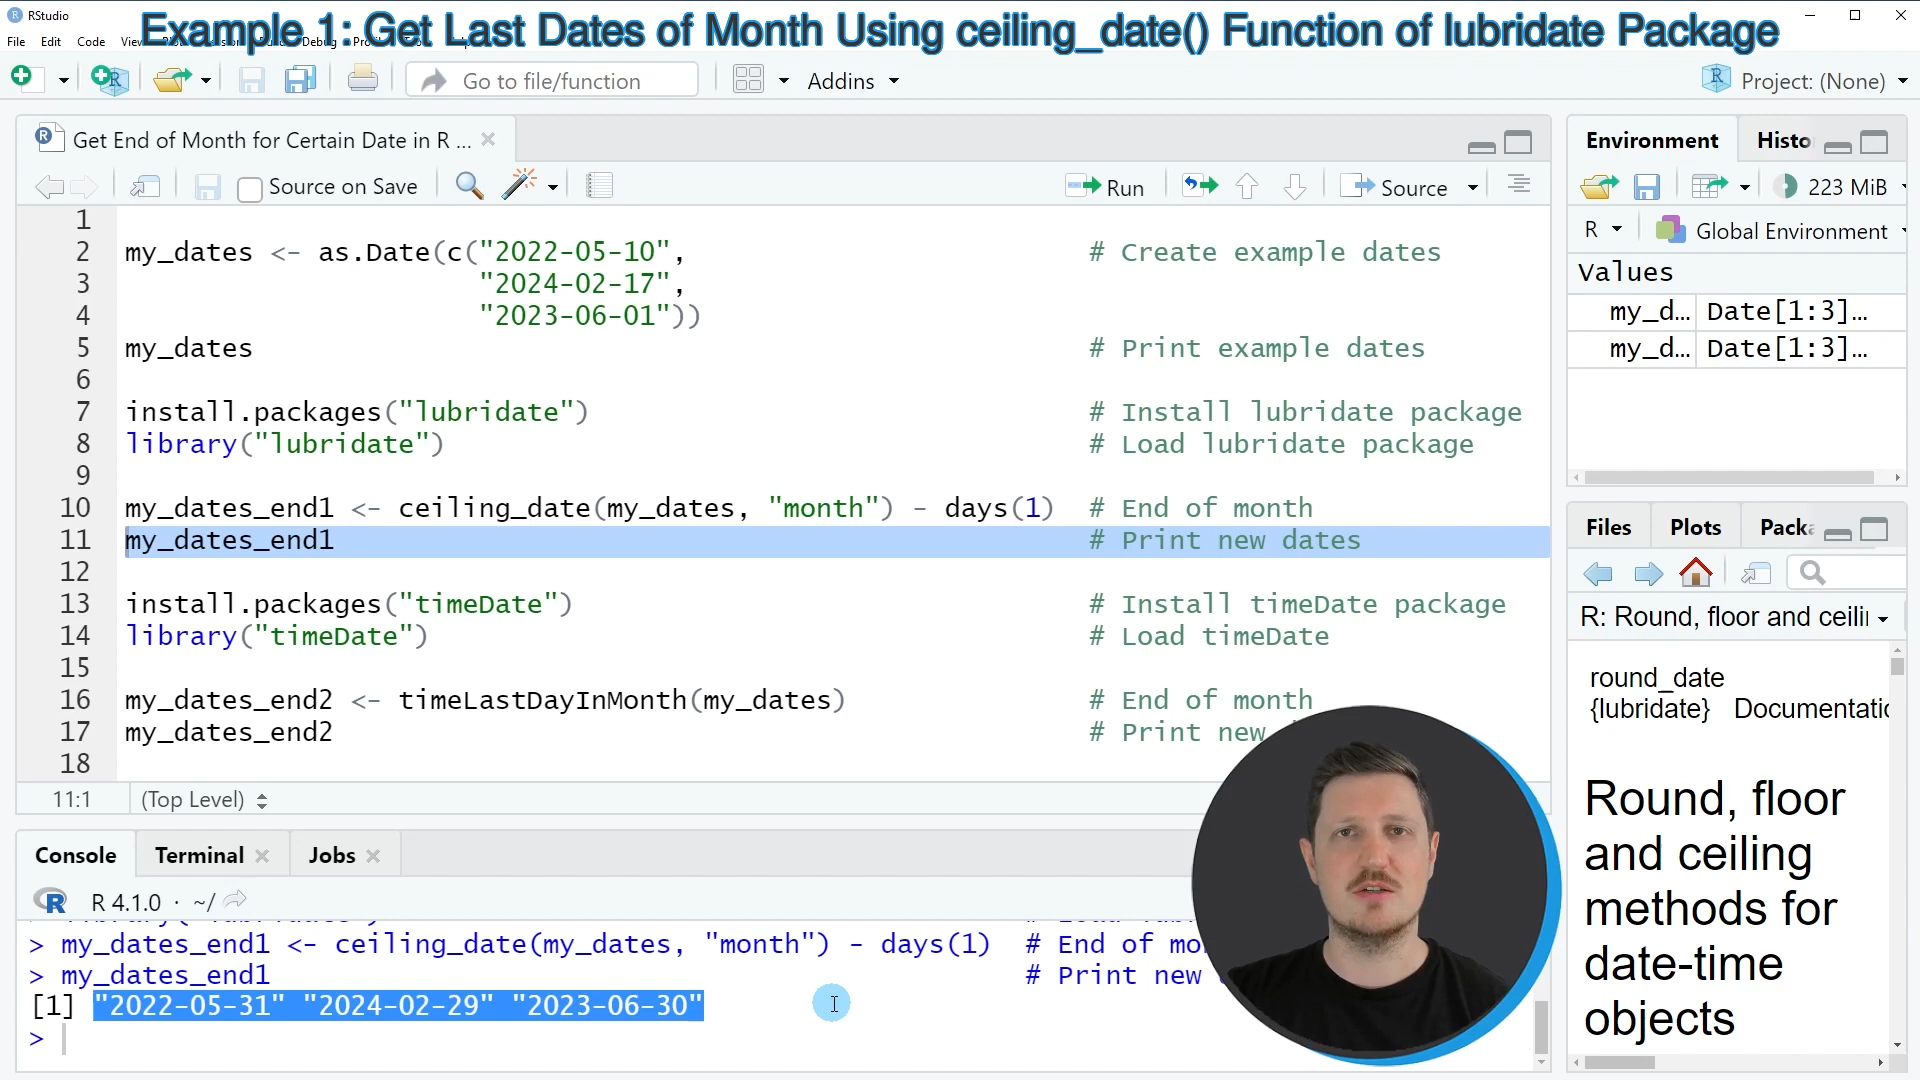 RStudio
Example 1: Get Last Dates of Month Using ceiling_date() Function of lubridate Package
File Edit Code View Debug
Go to file/function
Addins
Project: (None)
Get End of Month for Certain Date in R ...
Source on Save
Run
Source
1
2 my_dates <- as.Date(c("2022-05-10", # Create example dates
3 "2024-02-17",
4 "2023-06-01"))
5 my_dates # Print example dates
6
7 install.packages("lubridate") # Install lubridate package
8 library("lubridate") # Load lubridate package
9
10 my_dates_end1 <- ceiling_date(my_dates, "month") - days(1) # End of month
11 my_dates_end1 # Print new dates
12
13 install.packages("timeDate") # Install timeDate package
14 library("timeDate") # Load timeDate
15
16 my_dates_end2 <- timeLastDayInMonth(my_dates) # End of month
17 my_dates_end2 # Print new
18
11:1 (Top Level)
Console Terminal Jobs
R 4.1.0 · ~/
> my_dates_end1 <- ceiling_date(my_dates, "month") - days(1) # End of mo
> my_dates_end1 # Print new
[1] "2022-05-31" "2024-02-29" "2023-06-30"
>
Environment Histo
223 MiB
R Global Environment
Values
my_d... Date[1:3]...
my_d... Date[1:3]...
Files Plots Packa
R: Round, floor and ceili
round_date
{lubridate} Documentatio
Round, floor
and ceiling
methods for
date-time
objects